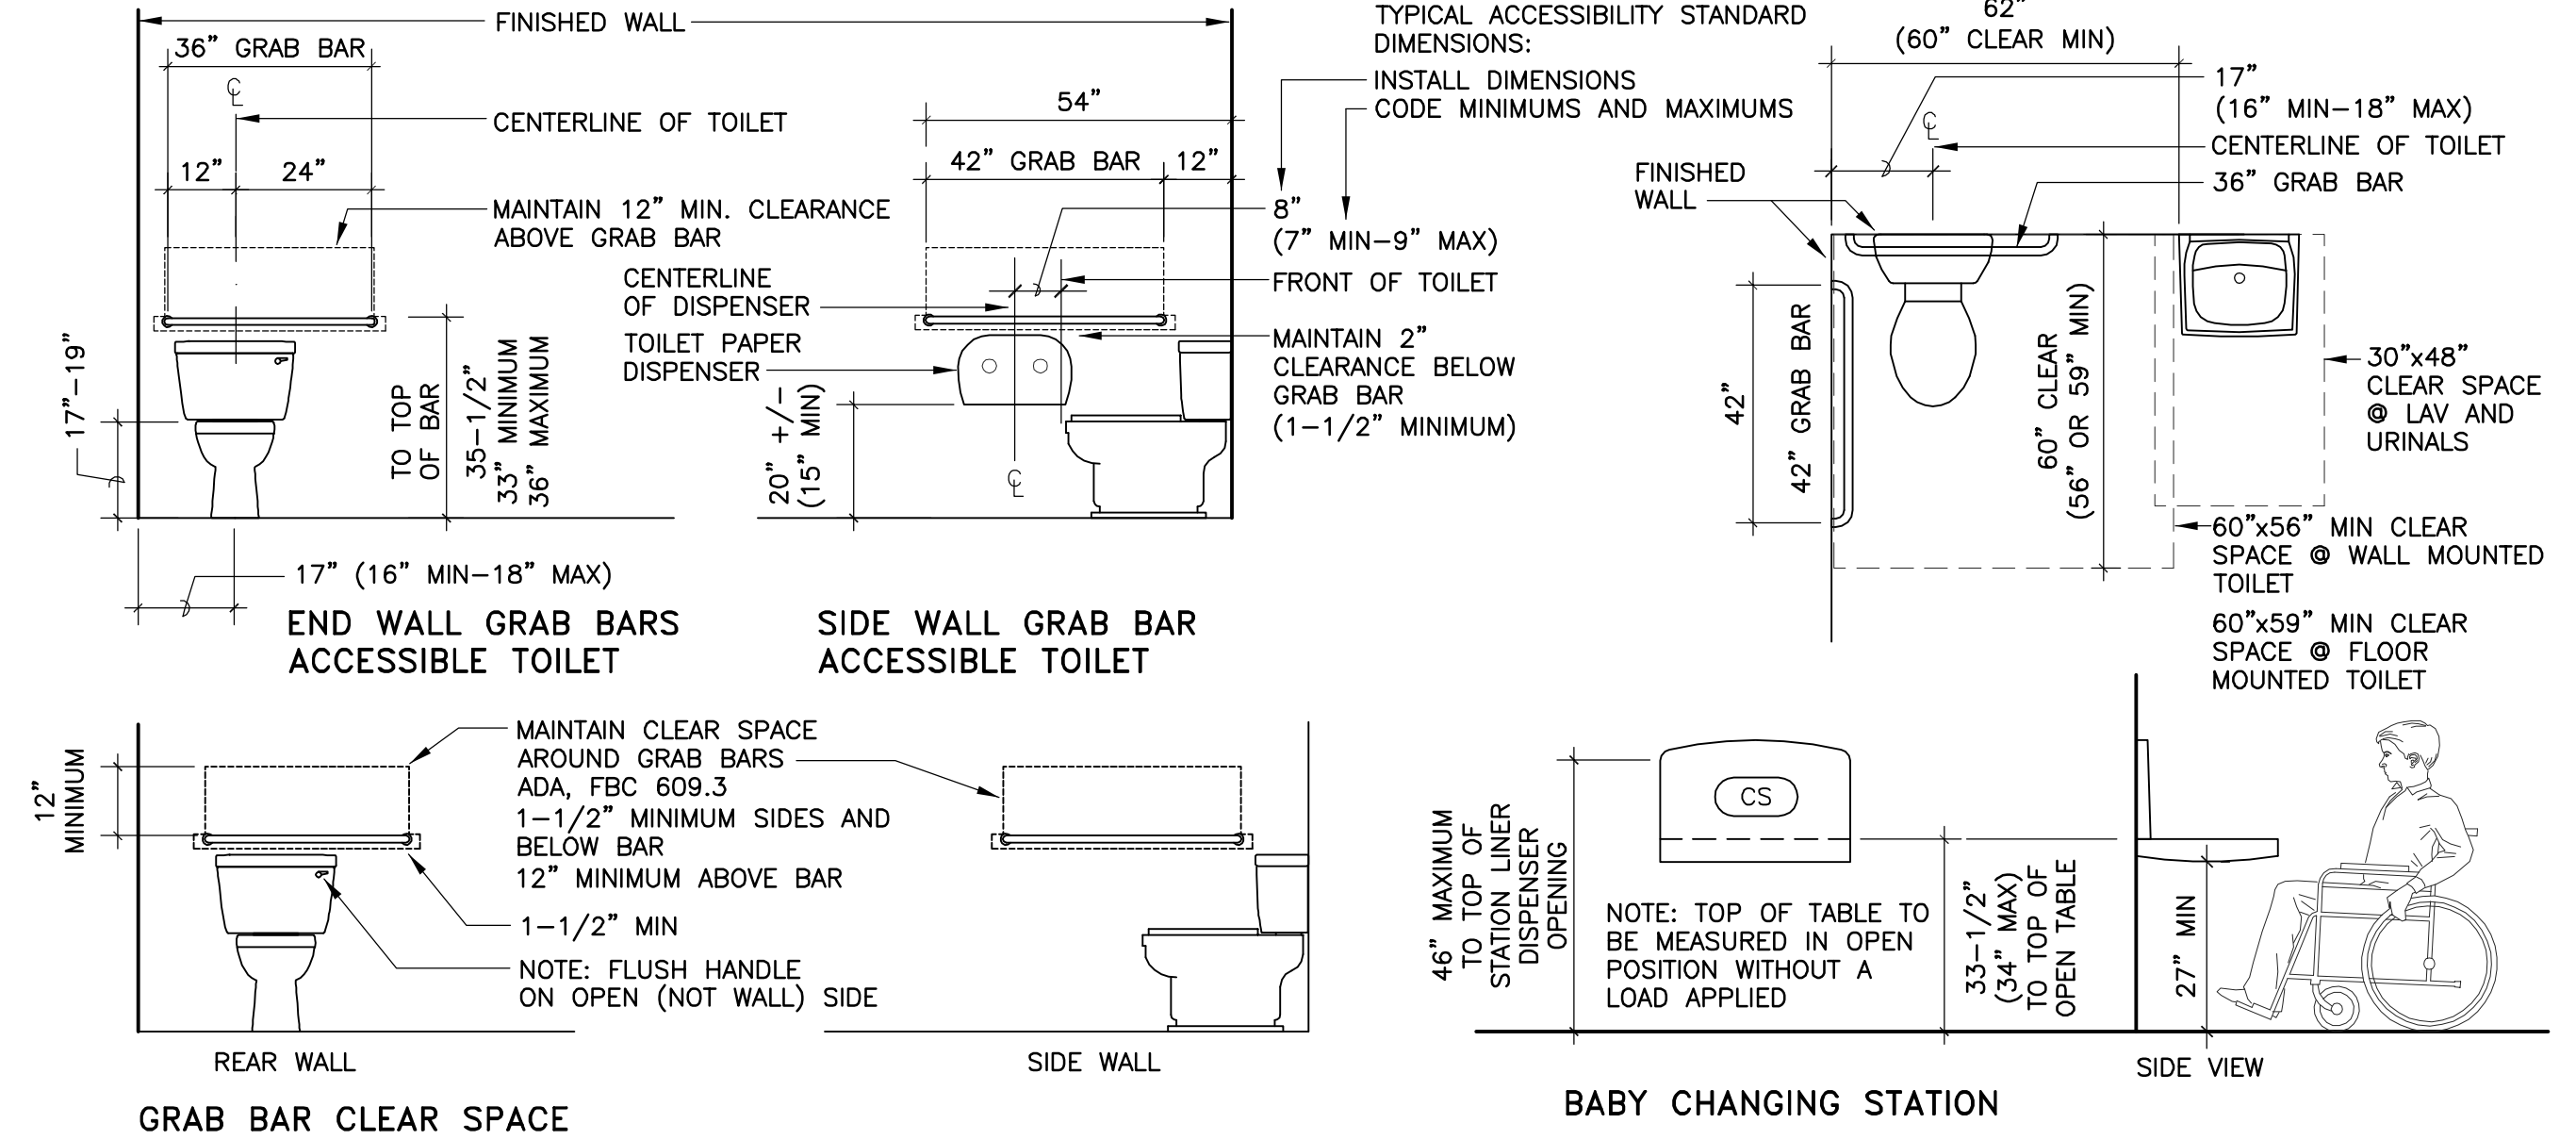 FINISHED WALL
36" GRAB BAR
℄
CENTERLINE OF TOILET
12"
24"
MAINTAIN 12" MIN. CLEARANCE
ABOVE GRAB BAR
17"-19"
TO TOP
OF BAR
35-1/2"
33" MINIMUM
36" MAXIMUM
17" (16" MIN-18" MAX)
END WALL GRAB BARS
ACCESSIBLE TOILET
54"
42" GRAB BAR
12"
CENTERLINE
OF DISPENSER
TOILET PAPER
DISPENSER
20" +/-
(15" MIN)
℄
8"
(7" MIN-9" MAX)
FRONT OF TOILET
MAINTAIN 2"
CLEARANCE BELOW
GRAB BAR
(1-1/2" MINIMUM)
SIDE WALL GRAB BAR
ACCESSIBLE TOILET
TYPICAL ACCESSIBILITY STANDARD
DIMENSIONS:
INSTALL DIMENSIONS
CODE MINIMUMS AND MAXIMUMS
62"
(60" CLEAR MIN)
17"
(16" MIN-18" MAX)
℄
CENTERLINE OF TOILET
36" GRAB BAR
FINISHED
WALL
42"
42" GRAB BAR
60" CLEAR
(56" OR 59" MIN)
30"x48"
CLEAR SPACE
@ LAV AND
URINALS
60"x56" MIN CLEAR
SPACE @ WALL MOUNTED
TOILET
60"x59" MIN CLEAR
SPACE @ FLOOR
MOUNTED TOILET
12"
MINIMUM
MAINTAIN CLEAR SPACE
AROUND GRAB BARS
ADA, FBC 609.3
1-1/2" MINIMUM SIDES AND
BELOW BAR
12" MINIMUM ABOVE BAR
1-1/2" MIN
NOTE: FLUSH HANDLE
ON OPEN (NOT WALL) SIDE
REAR WALL
SIDE WALL
GRAB BAR CLEAR SPACE
46" MAXIMUM
TO TOP OF
STATION LINER
DISPENSER
OPENING
CS
NOTE: TOP OF TABLE TO
BE MEASURED IN OPEN
POSITION WITHOUT A
LOAD APPLIED
33-1/2"
(34" MAX)
TO TOP OF
OPEN TABLE
27" MIN
SIDE VIEW
BABY CHANGING STATION